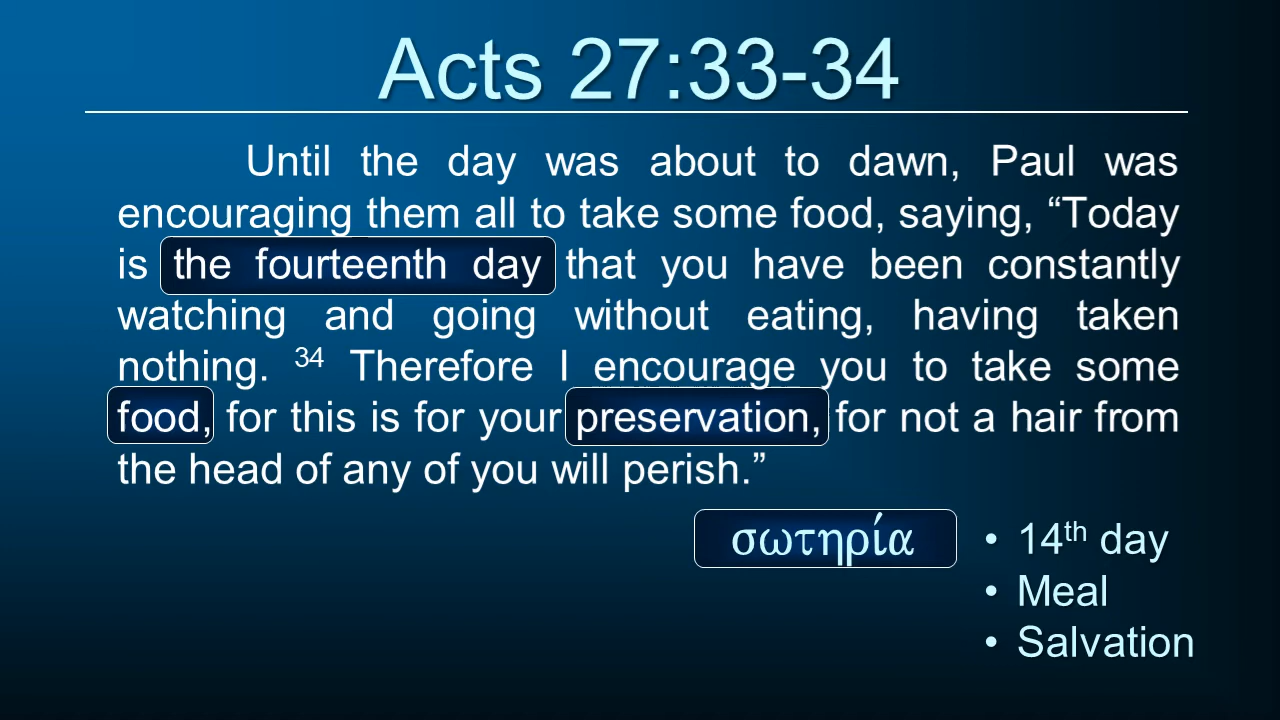 Acts 27:33-34
Until the day was about to dawn, Paul was
encouraging them all to take some food, saying, “Today
is the fourteenth day that you have been constantly
watching and going without eating, having taken
nothing. 34 Therefore I encourage you to take some
food, for this is for your preservation, for not a hair from
the head of any of you will perish.”
σωτηρία
• 14th day
• Meal
• Salvation